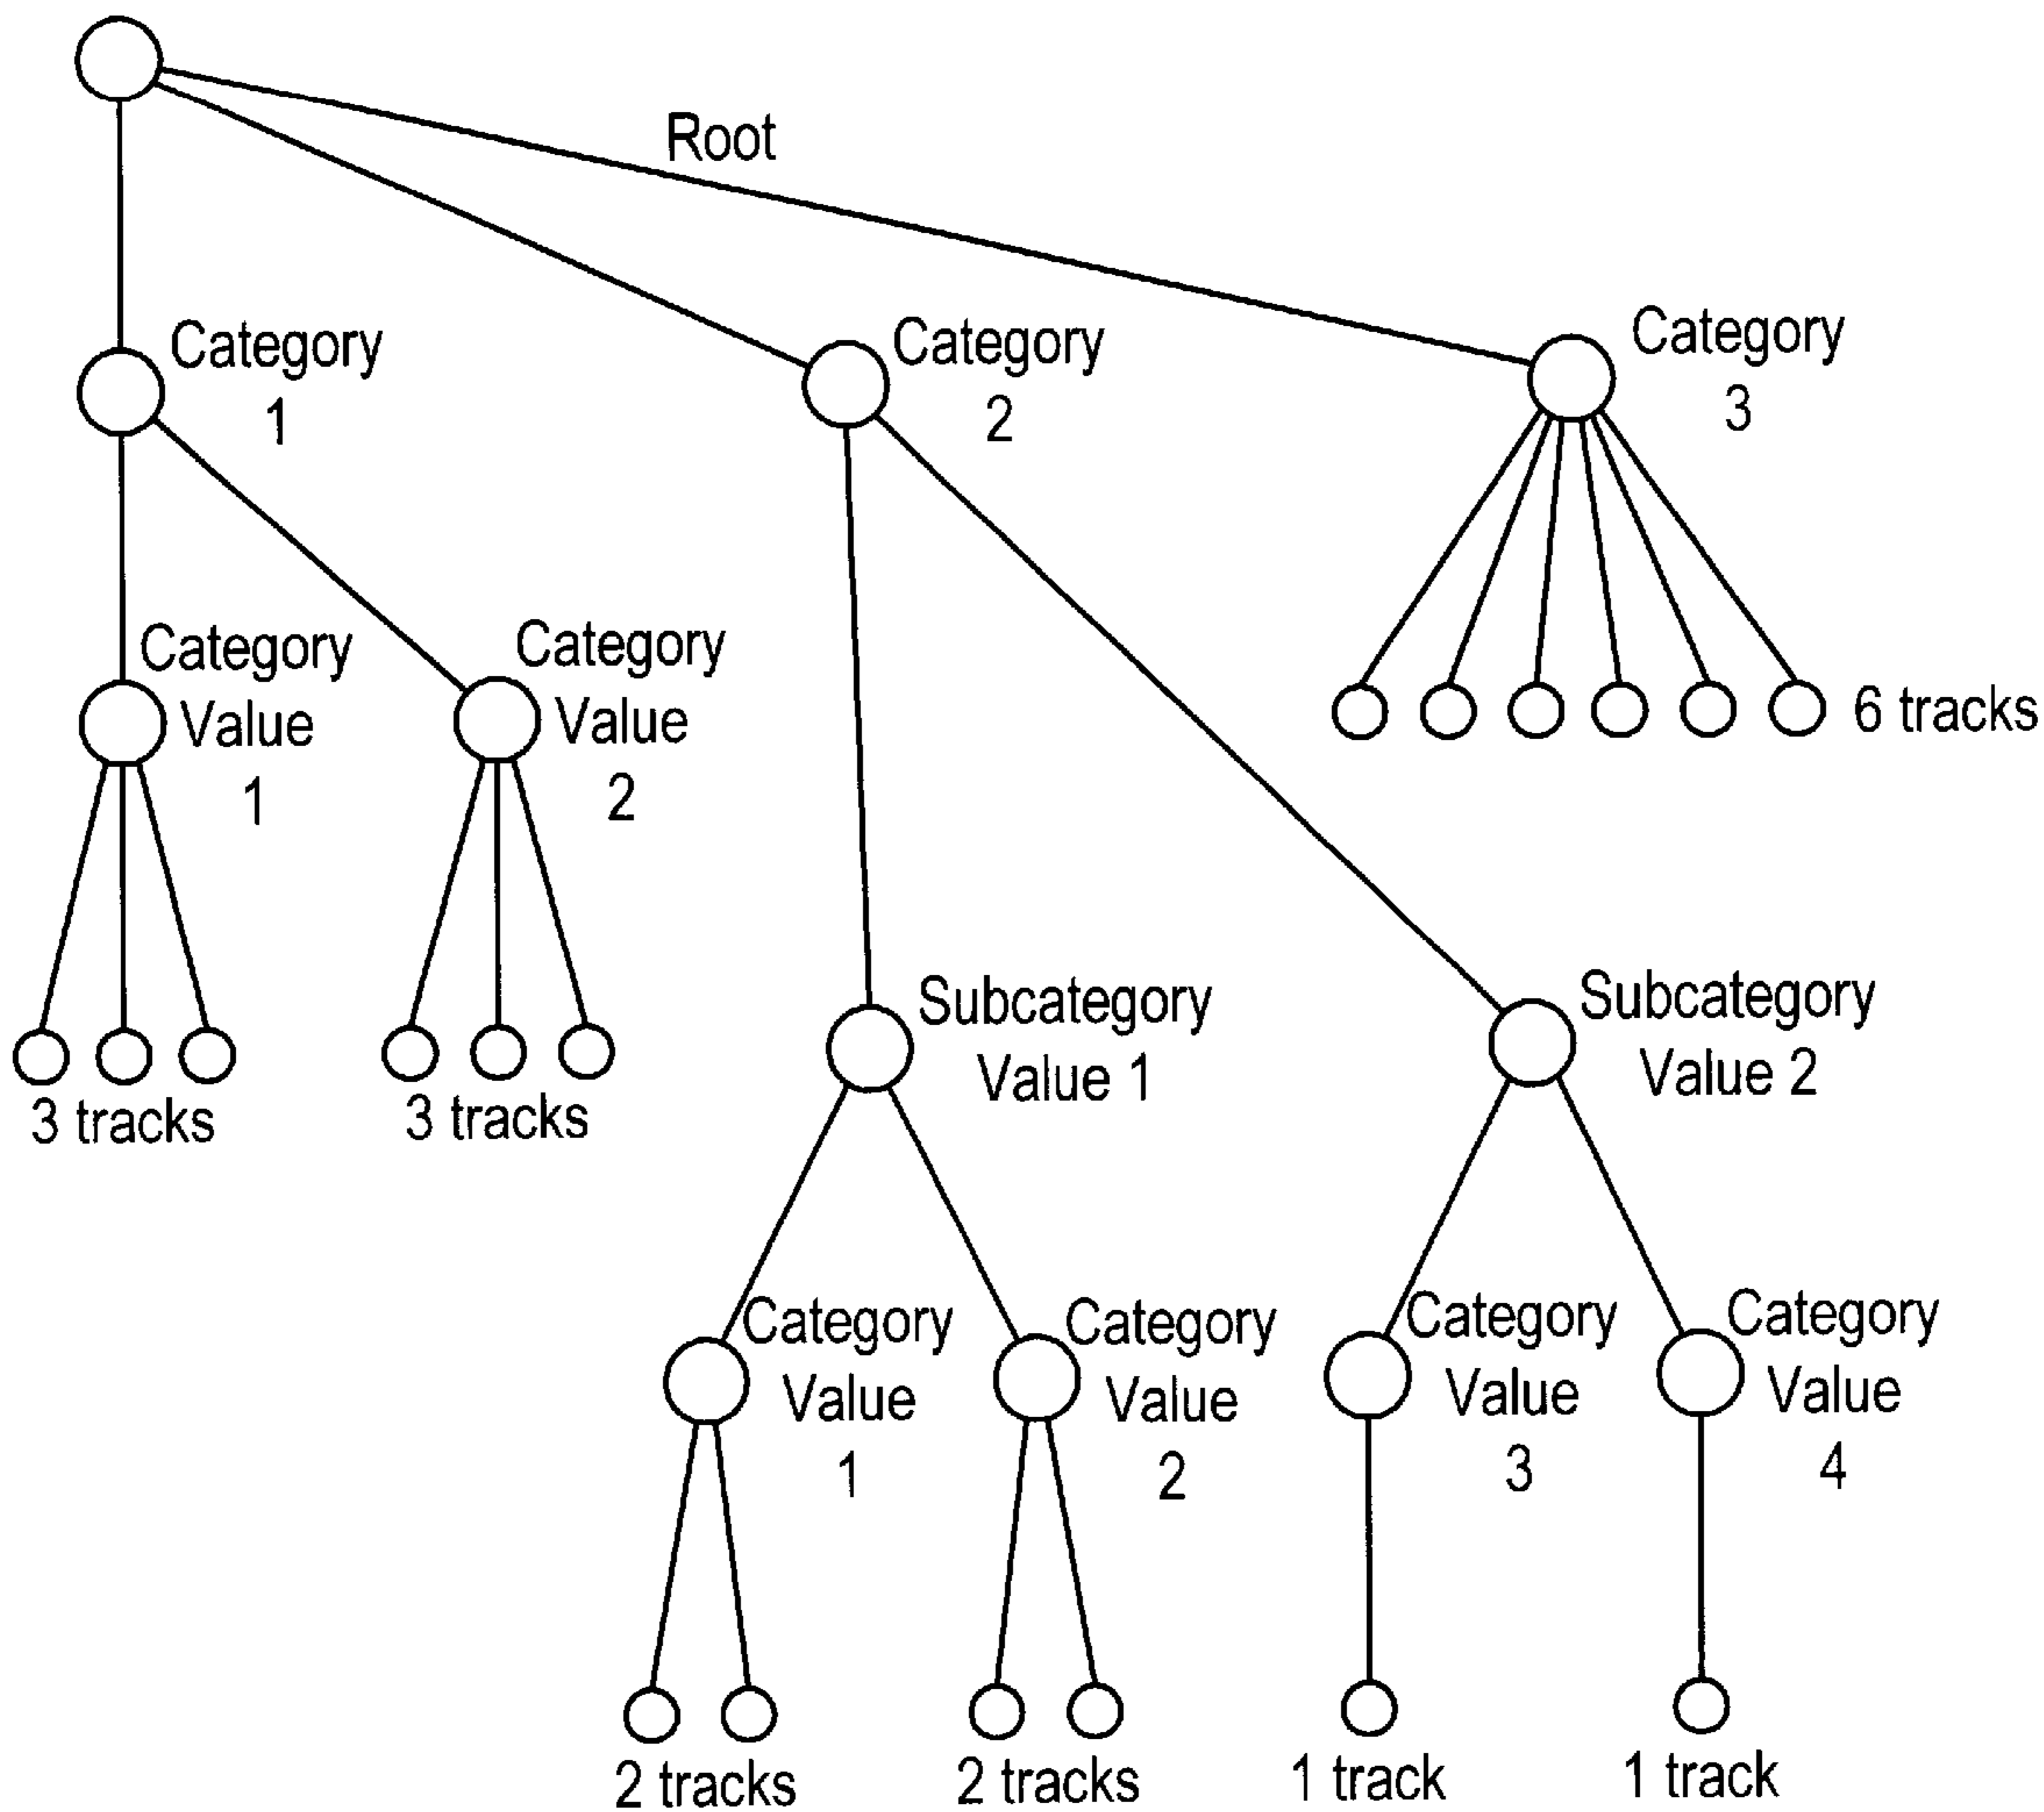 Root
Category
1
Category
2
Category
3
Category
Value
1
Category
Value
2
6 tracks
3 tracks
3 tracks
Subcategory
Value 1
Subcategory
Value 2
Category
Value
1
Category
Value
2
Category
Value
3
Category
Value
4
2 tracks
2 tracks
1 track
1 track